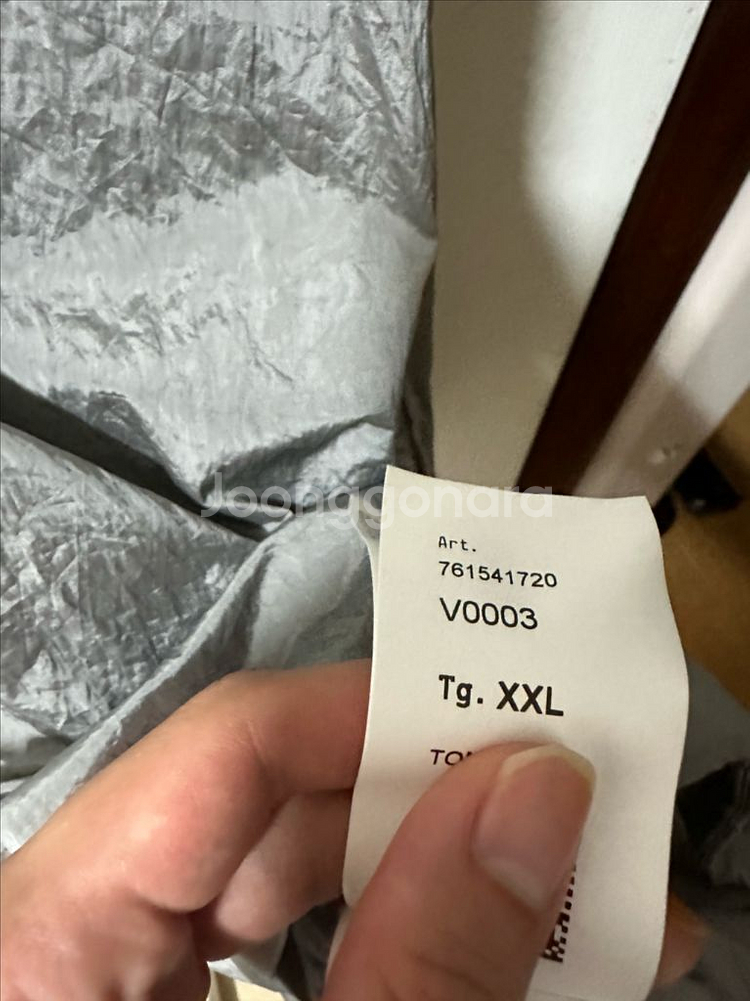 Joonggonara
Art.
761541720
V0003
Tg. XXL